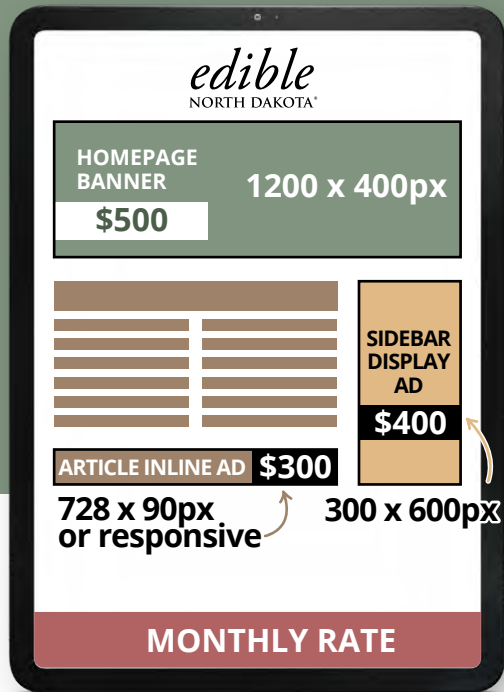 edible
NORTH DAKOTA®
HOMEPAGE
BANNER
$500
1200 x 400px
SIDEBAR
DISPLAY
AD
$400
ARTICLE INLINE AD $300
728 x 90px
or responsive
300 x 600px
MONTHLY RATE